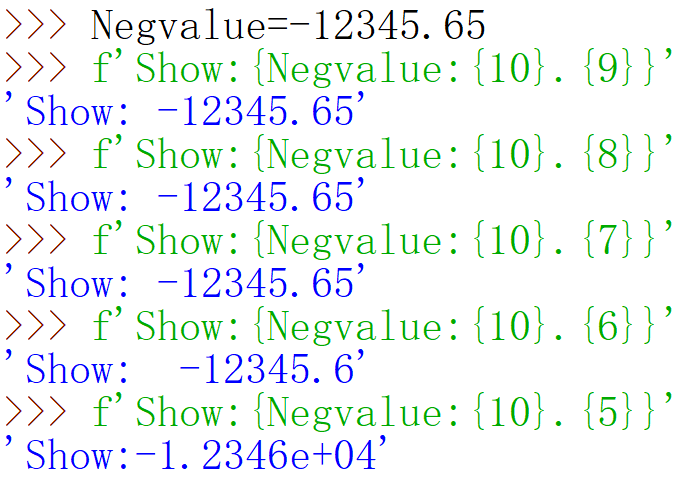 >>> Negvalue=-12345.65
>>> f'Show:{Negvalue:{10}.{9}}'
'Show: -12345.65'
>>> f'Show:{Negvalue:{10}.{8}}'
'Show: -12345.65'
>>> f'Show:{Negvalue:{10}.{7}}'
'Show: -12345.65'
>>> f'Show:{Negvalue:{10}.{6}}'
'Show:  -12345.6'
>>> f'Show:{Negvalue:{10}.{5}}'
'Show:-1.2346e+04'